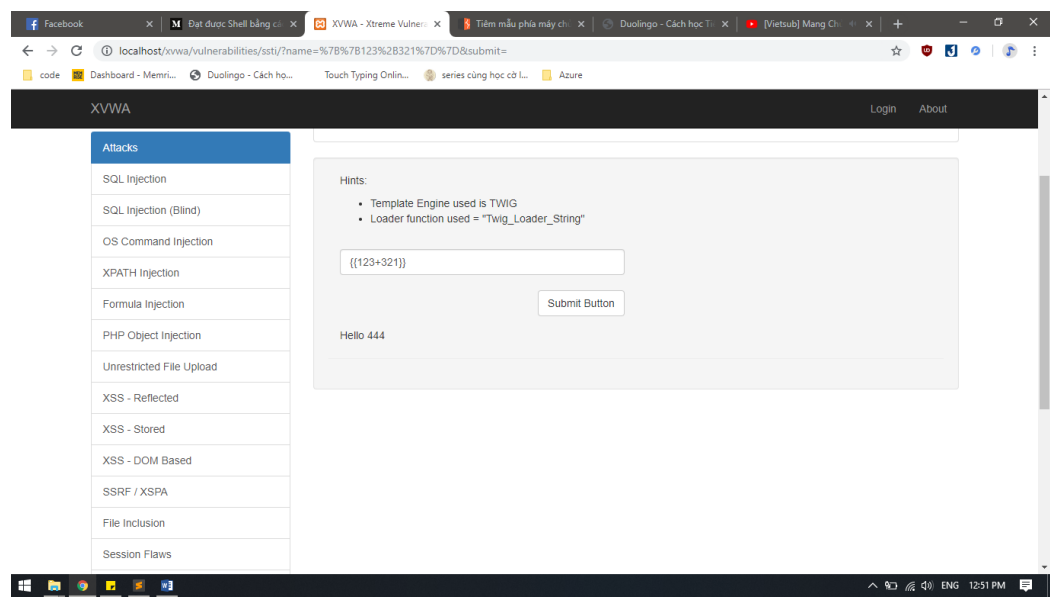 Facebook
Đạt được Shell bằng cá
XVWA - Xtreme Vulnera
Tiêm mẫu phía máy ch
Duolingo - Cách học Ti
[Vietsub] Mang Ch
localhost/xvwa/vulnerabilities/ssti/?name=%7B%7B123%2B321%7D%7D&submit=
code
Dashboard - Memri...
Duolingo - Cách họ...
Touch Typing Onlin...
series cùng học cờ l...
Azure
XVWA
Login
About
Attacks
SQL Injection
SQL Injection (Blind)
OS Command Injection
XPATH Injection
Formula Injection
PHP Object Injection
Unrestricted File Upload
XSS - Reflected
XSS - Stored
XSS - DOM Based
SSRF / XSPA
File Inclusion
Session Flaws
Hints:
Template Engine used is TWIG
Loader function used = "Twig_Loader_String"
{{123+321}}
Submit Button
Hello 444
ENG
12:51 PM